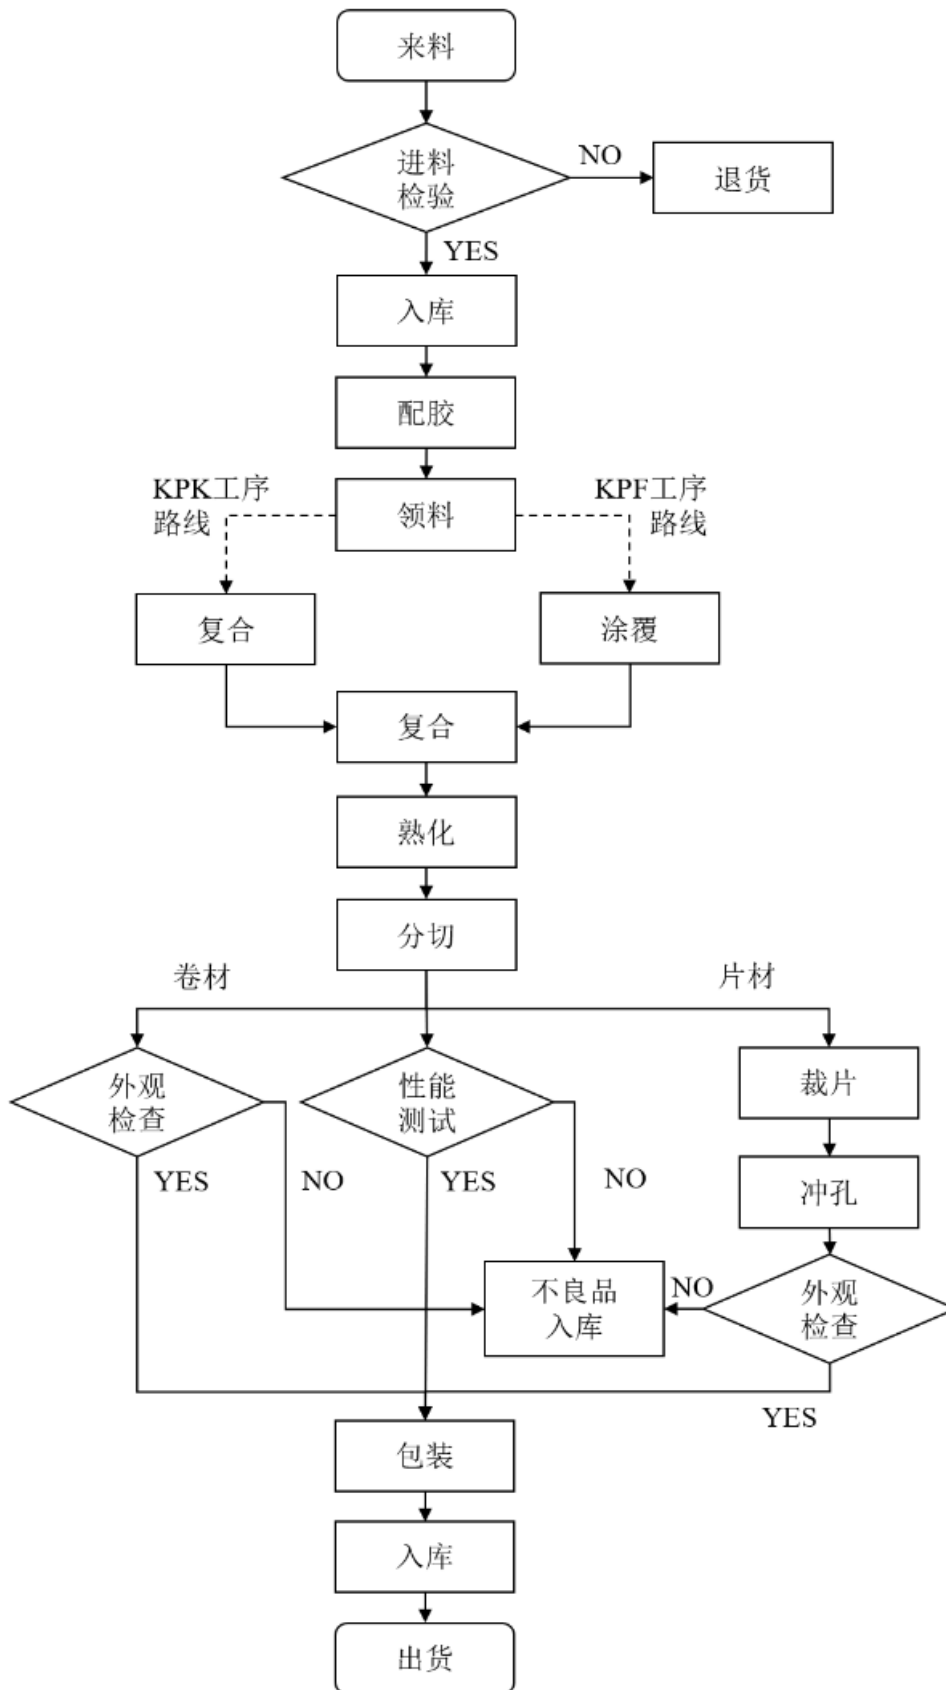 来料
进料
检验
NO
退货
YES
入库
配胶
KPK工序
路线
领料
KPF工序
路线
复合
涂覆
复合
熟化
分切
卷材
片材
外观
检查
性能
测试
裁片
YES
NO
YES
NO
冲孔
不良品
入库
NO
外观
检查
YES
包装
入库
出货